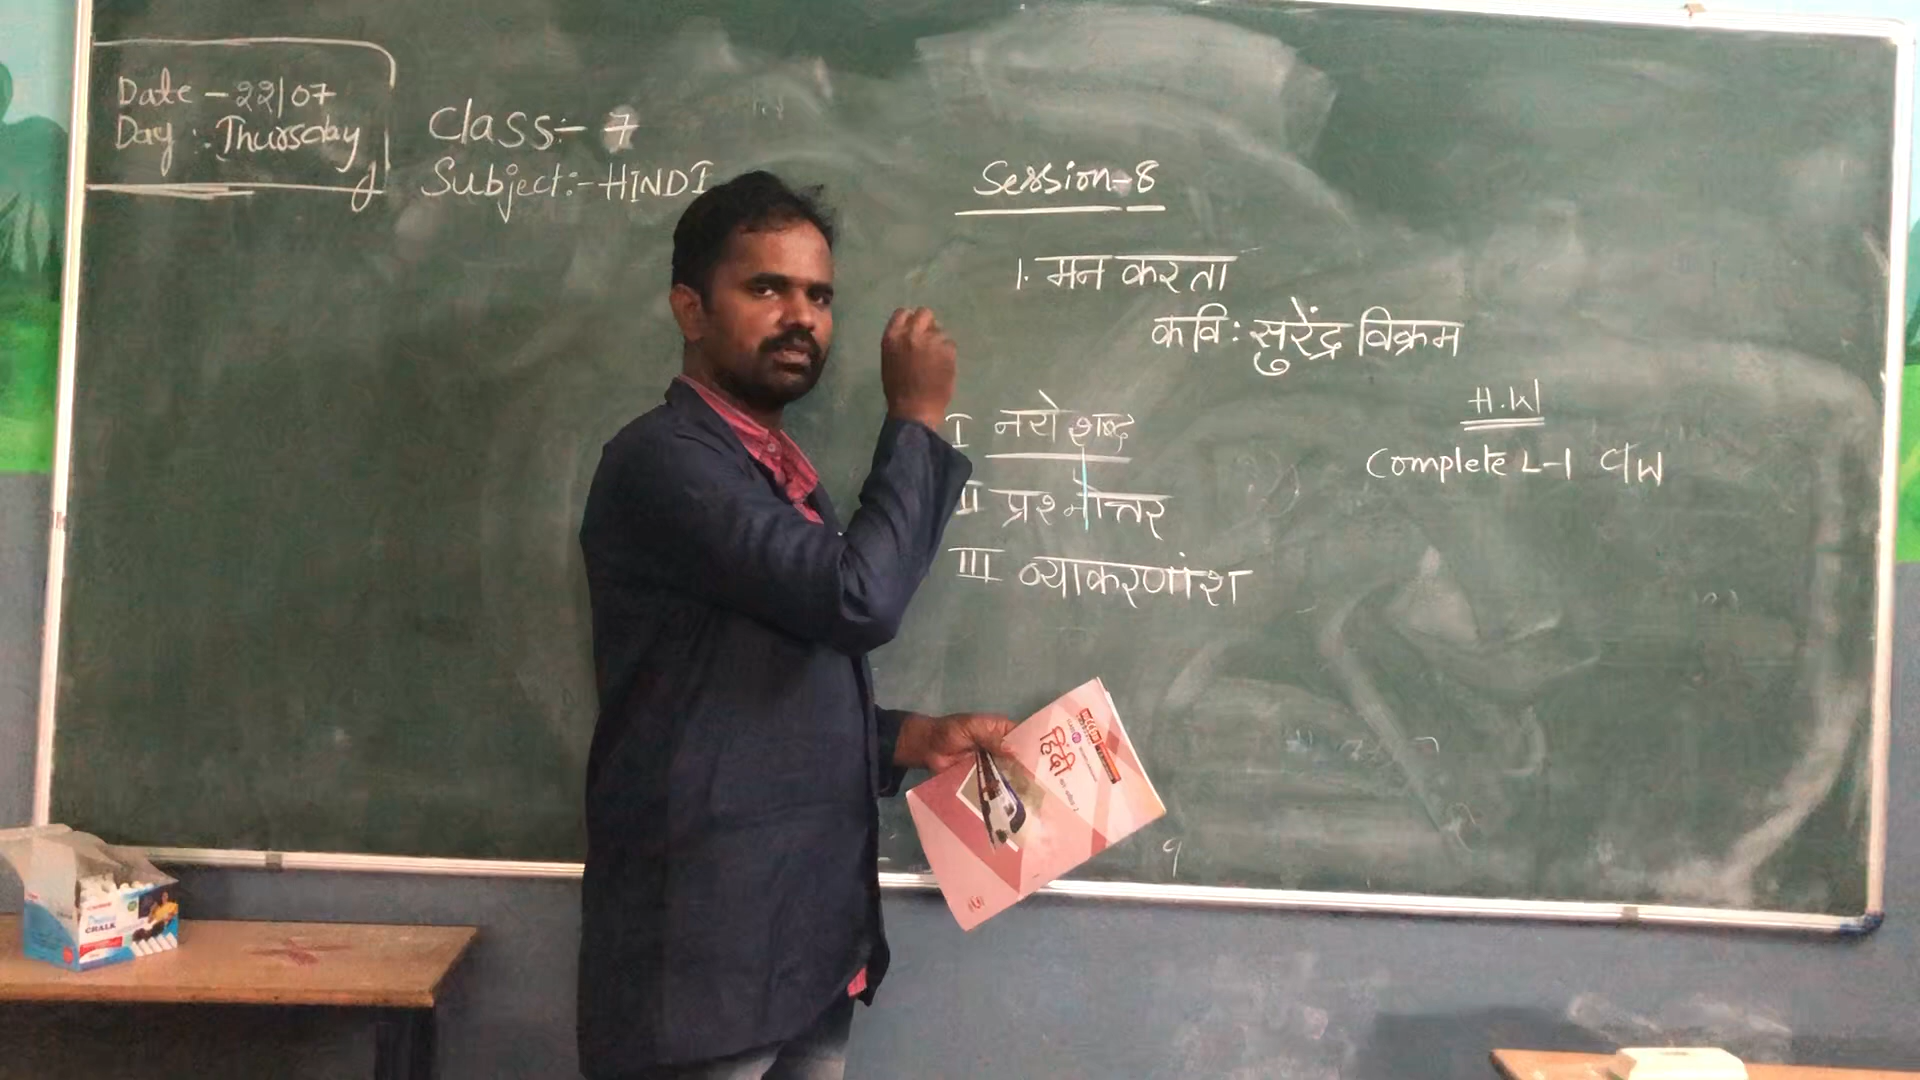 Date - 22/07
Day : Thursday
Class:- 7
Subject:- HINDI
Session-8
1. मन करता
कवि: सुरेंद्र विक्रम
I नये शब्द
II प्रश्नोत्तर
III व्याकरणांश
H.W
Complete L-1 CW
हिंदी
CHALK